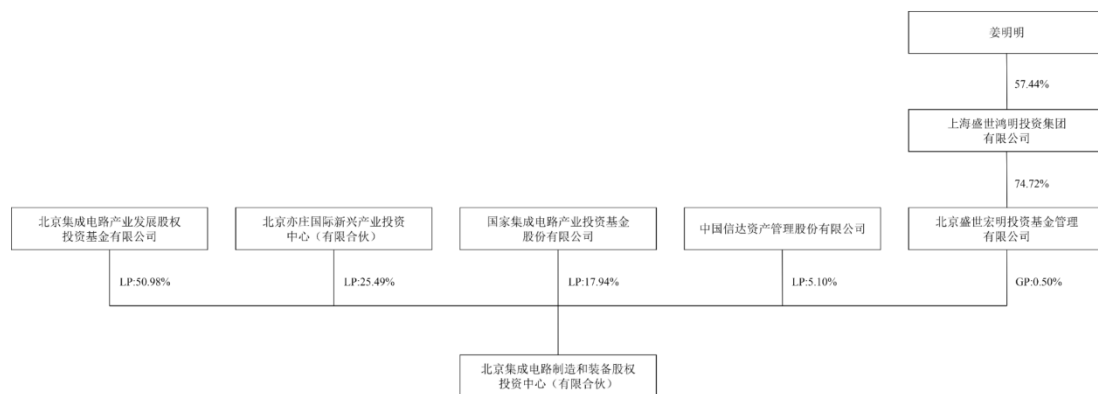 姜明明
57.44%
上海盛世鸿明投资集团
有限公司
74.72%
北京集成电路产业发展股权
投资基金有限公司
北京亦庄国际新兴产业投资
中心（有限合伙）
国家集成电路产业投资基金
股份有限公司
中国信达资产管理股份有限公司
北京盛世宏明投资基金管理
有限公司
LP:50.98%
LP:25.49%
LP:17.94%
LP:5.10%
GP:0.50%
北京集成电路制造和装备股权
投资中心（有限合伙）